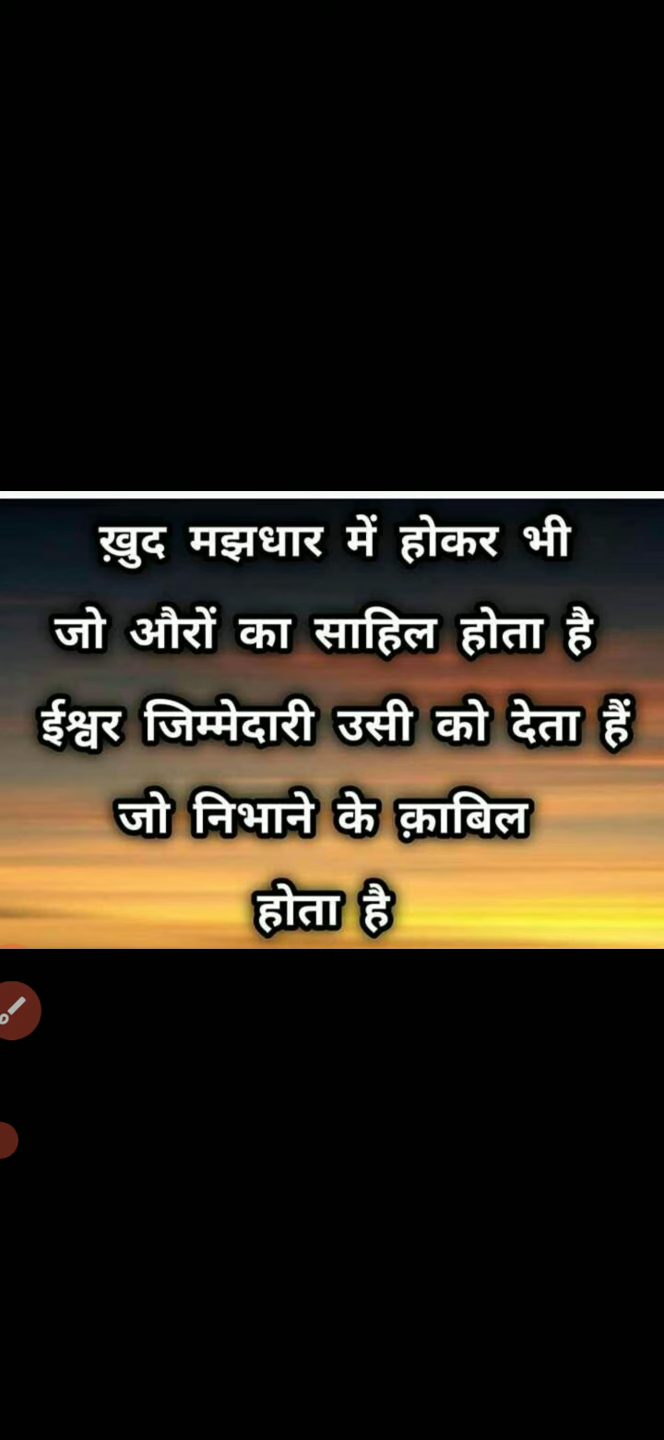 ख़ुद मझधार में होकर भी
जो औरों का साहिल होता है
ईश्वर जिम्मेदारी उसी को देता हैं
जो निभाने के क़ाबिल
होता है